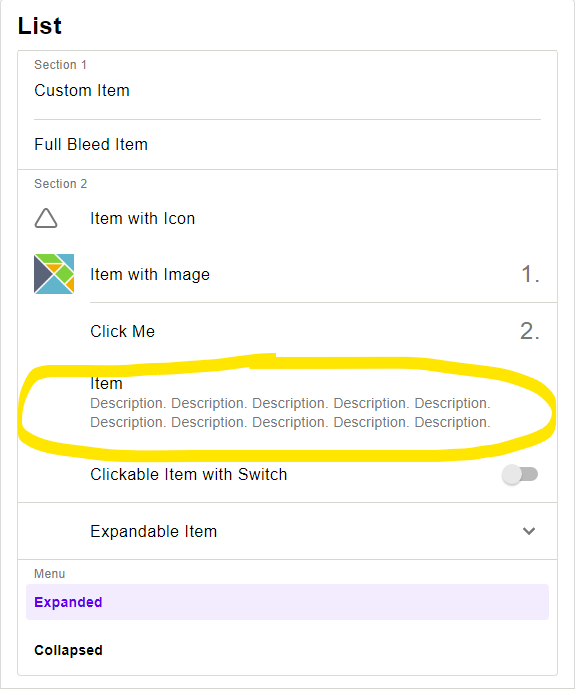 List
Section 1
Custom Item
Full Bleed Item
Section 2
Item with Icon
Item with Image 1.
Click Me 2.
Item
Description. Description. Description. Description. Description.
Description. Description. Description. Description. Description.
Clickable Item with Switch
Expandable Item
Menu
Expanded
Collapsed